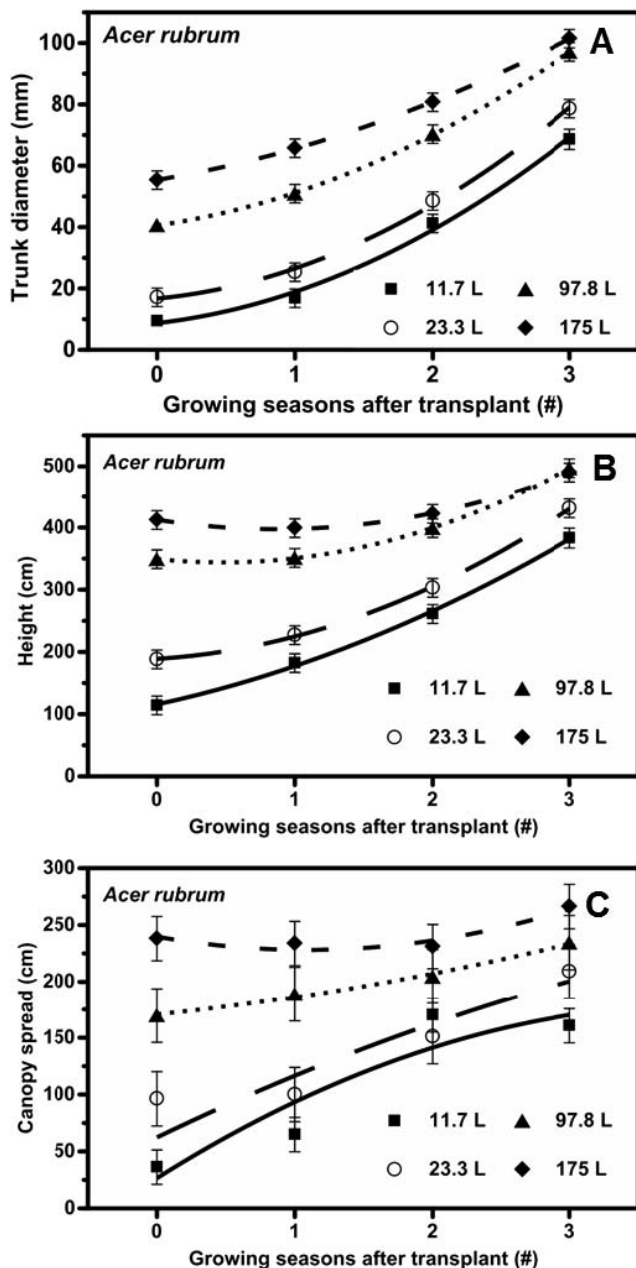 Acer rubrum
A
Trunk diameter (mm)
100
80
60
40
20
0
11.7 L
97.8 L
23.3 L
175 L
0
1
2
3
Growing seasons after transplant (#)
Acer rubrum
B
Height (cm)
500
400
300
200
100
0
11.7 L
97.8 L
23.3 L
175 L
0
1
2
3
Growing seasons after transplant (#)
Acer rubrum
C
Canopy spread (cm)
300
250
200
150
100
50
0
11.7 L
97.8 L
23.3 L
175 L
0
1
2
3
Growing seasons after transplant (#)